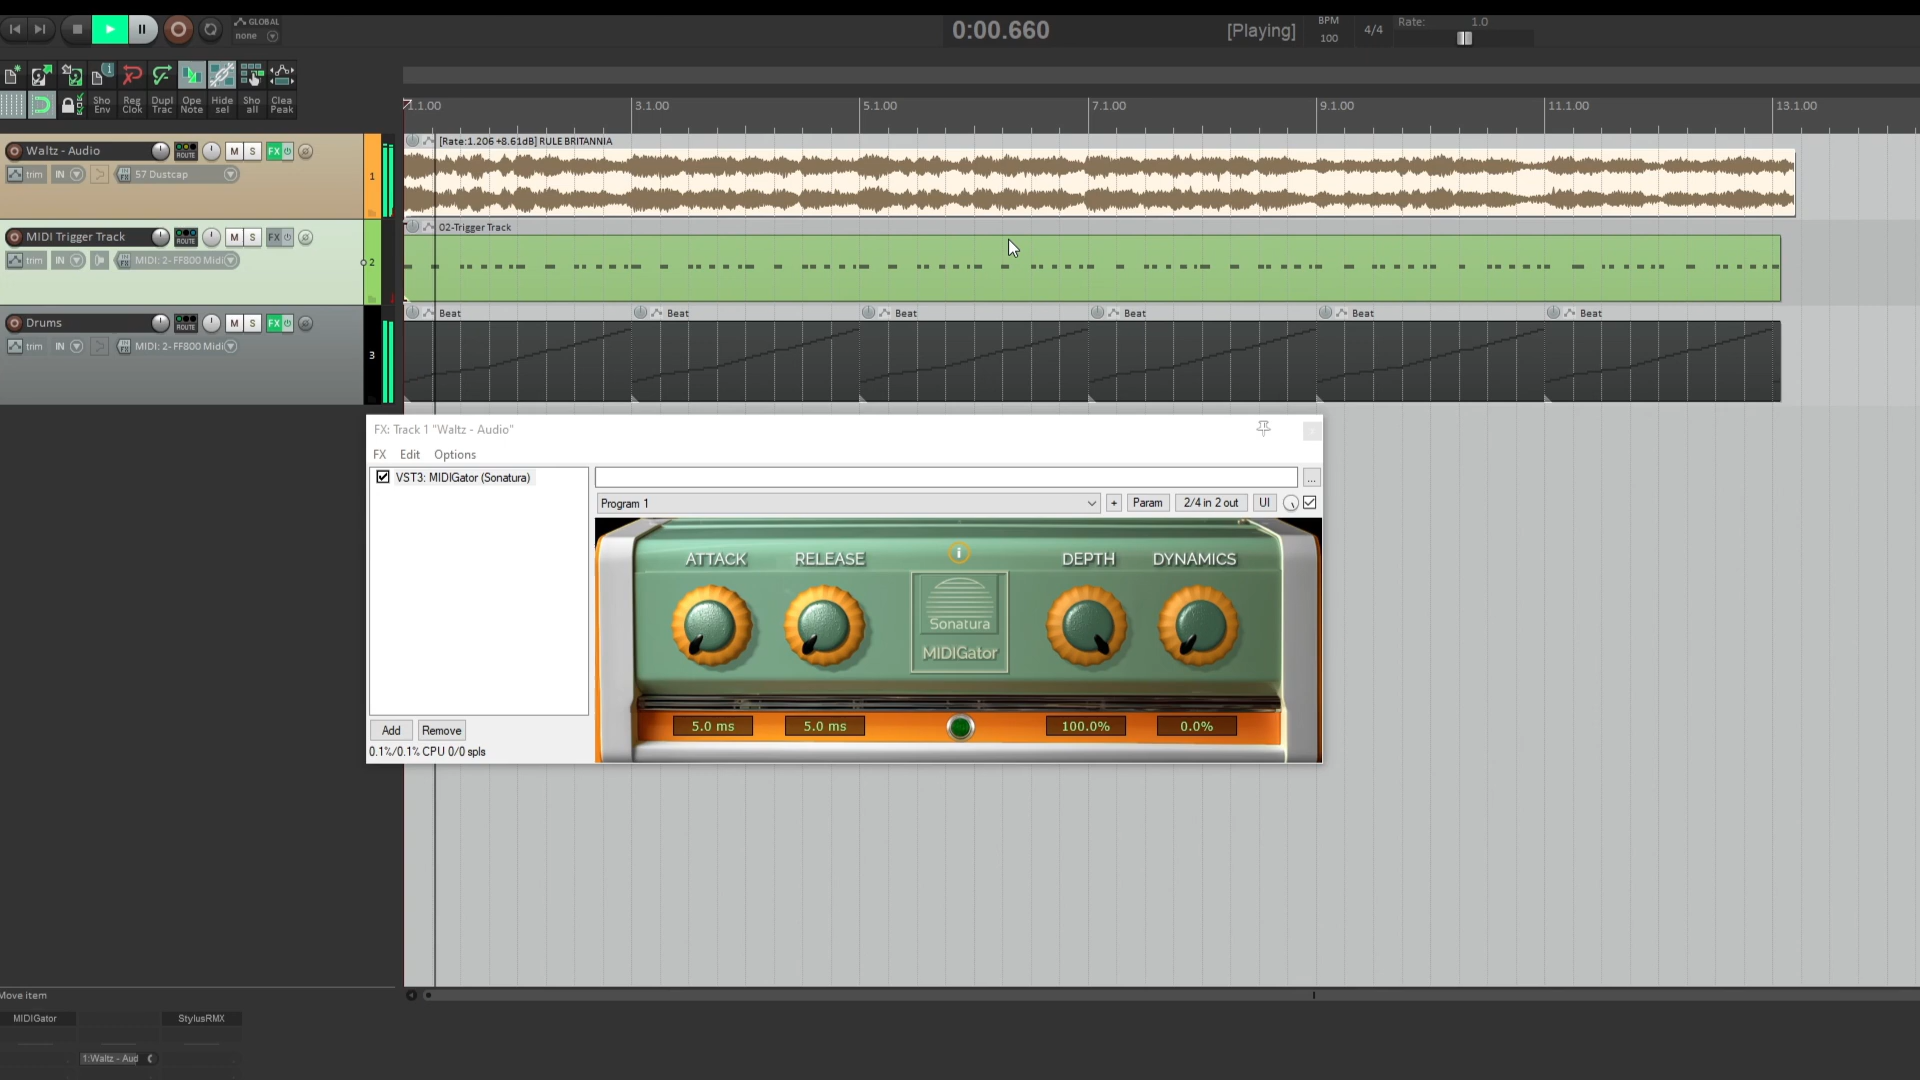 GLOBAL
none
0:00.660
[Playing]
BPM
100
4/4
Rate:
1.0
Sho Reg Dupl Ope Hide Sho Clea
Env Clok Trac Note sel all Peak
1.1.00
3.1.00
5.1.00
7.1.00
9.1.00
11.1.00
13.1.00
Waltz - Audio
ROUTE
M S FX
trim IN FX 57 Dustcap
1
[Rate:1.206 +8.61dB] RULE BRITANNIA
MIDI Trigger Track
ROUTE
M S FX
trim IN FX MIDI: 2- FF800 Midi
2
02-Trigger Track
Drums
ROUTE
M S FX
trim IN FX MIDI: 2- FF800 Midi
3
Beat
Beat
Beat
Beat
Beat
Beat
FX: Track 1 "Waltz - Audio"
FX Edit Options
VST3: MIDIGator (Sonatura)
...
Program 1
+
Param
2/4 in 2 out
UI
ATTACK
RELEASE
i
DEPTH
DYNAMICS
Sonatura
MIDIGator
5.0 ms
5.0 ms
100.0%
0.0%
Add
Remove
0.1%/0.1% CPU 0/0 spls
Move item
MIDIGator
StylusRMX
1:Waltz - Aud